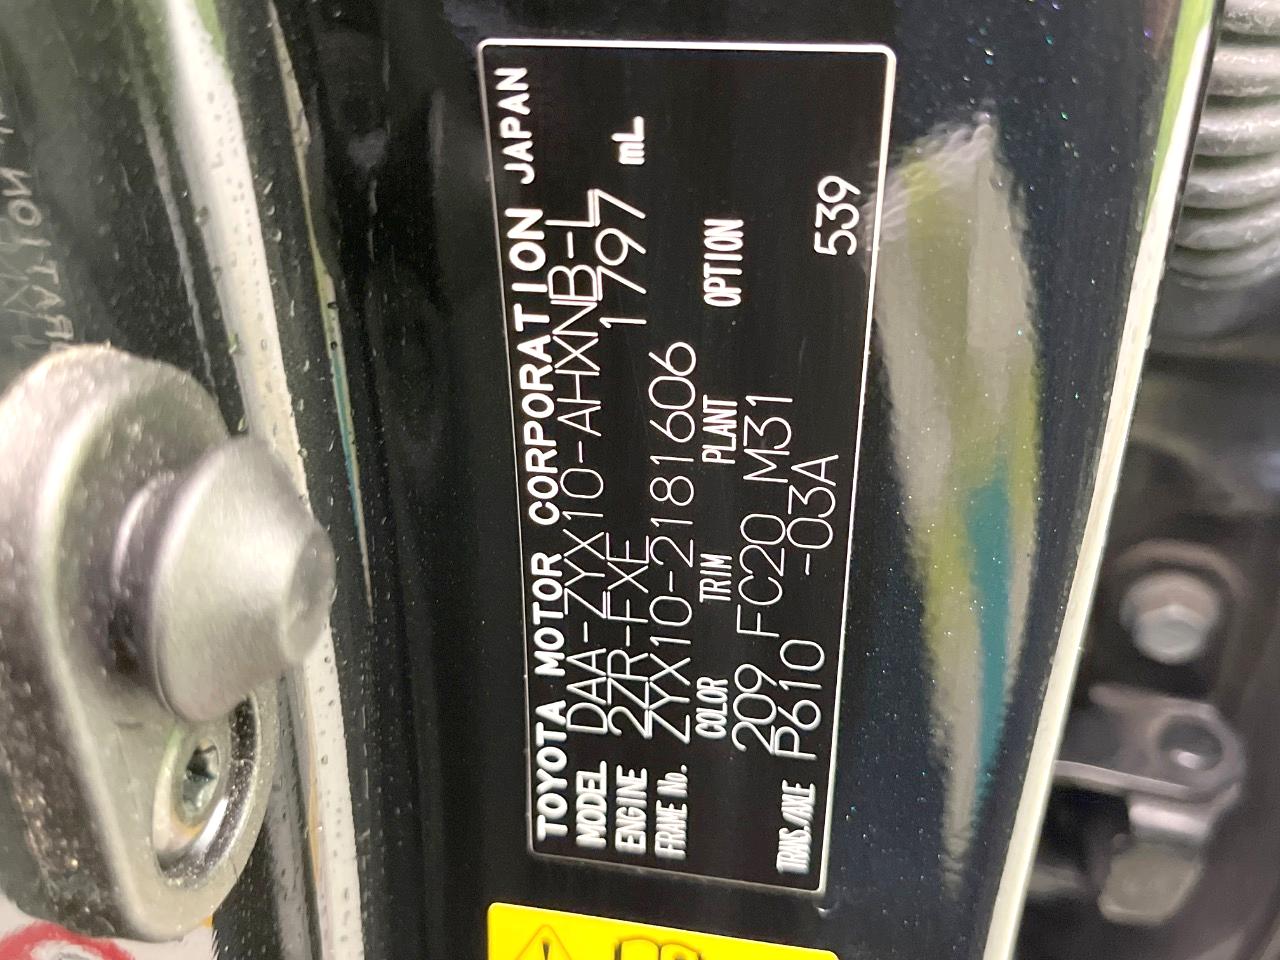 TOYOTA MOTOR CORPORATION JAPAN
MODEL DAA-ZYX10-AHXNB-L
ENGINE 2ZR-FXE 1797 mL
FRAME No. ZYX10-2181606
COLOR TRIM PLANT OPTION
209 FC20 M31
TRANS./AXLE P610 -03A 539